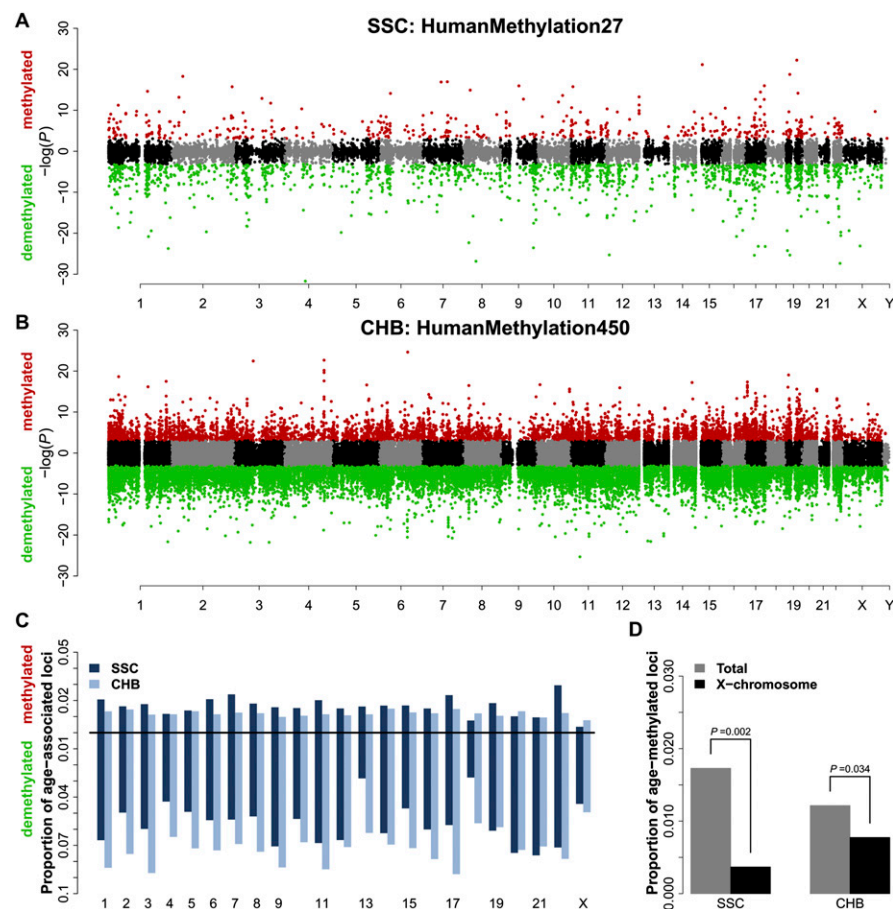 A
SSC: HumanMethylation27
30
20
10
0
−10
−20
−30
methylated
demethylated
−log(P)
1 2 3 4 5 6 7 8 9 10 11 12 13 14 15 17 19 21 X Y
B
CHB: HumanMethylation450
30
20
10
0
−10
−20
−30
methylated
demethylated
−log(P)
1 2 3 4 5 6 7 8 9 10 11 12 13 14 15 17 19 21 X Y
C
SSC
CHB
0.05
0.02
0.01
0.04
0.07
0.1
methylated
demethylated
Proportion of age−associated loci
1 2 3 4 5 6 7 8 9 11 13 15 17 19 21 X
D
Total
X−chromosome
0.030
0.020
0.010
0.000
Proportion of age−methylated loci
P=0.002
P=0.034
SSC CHB